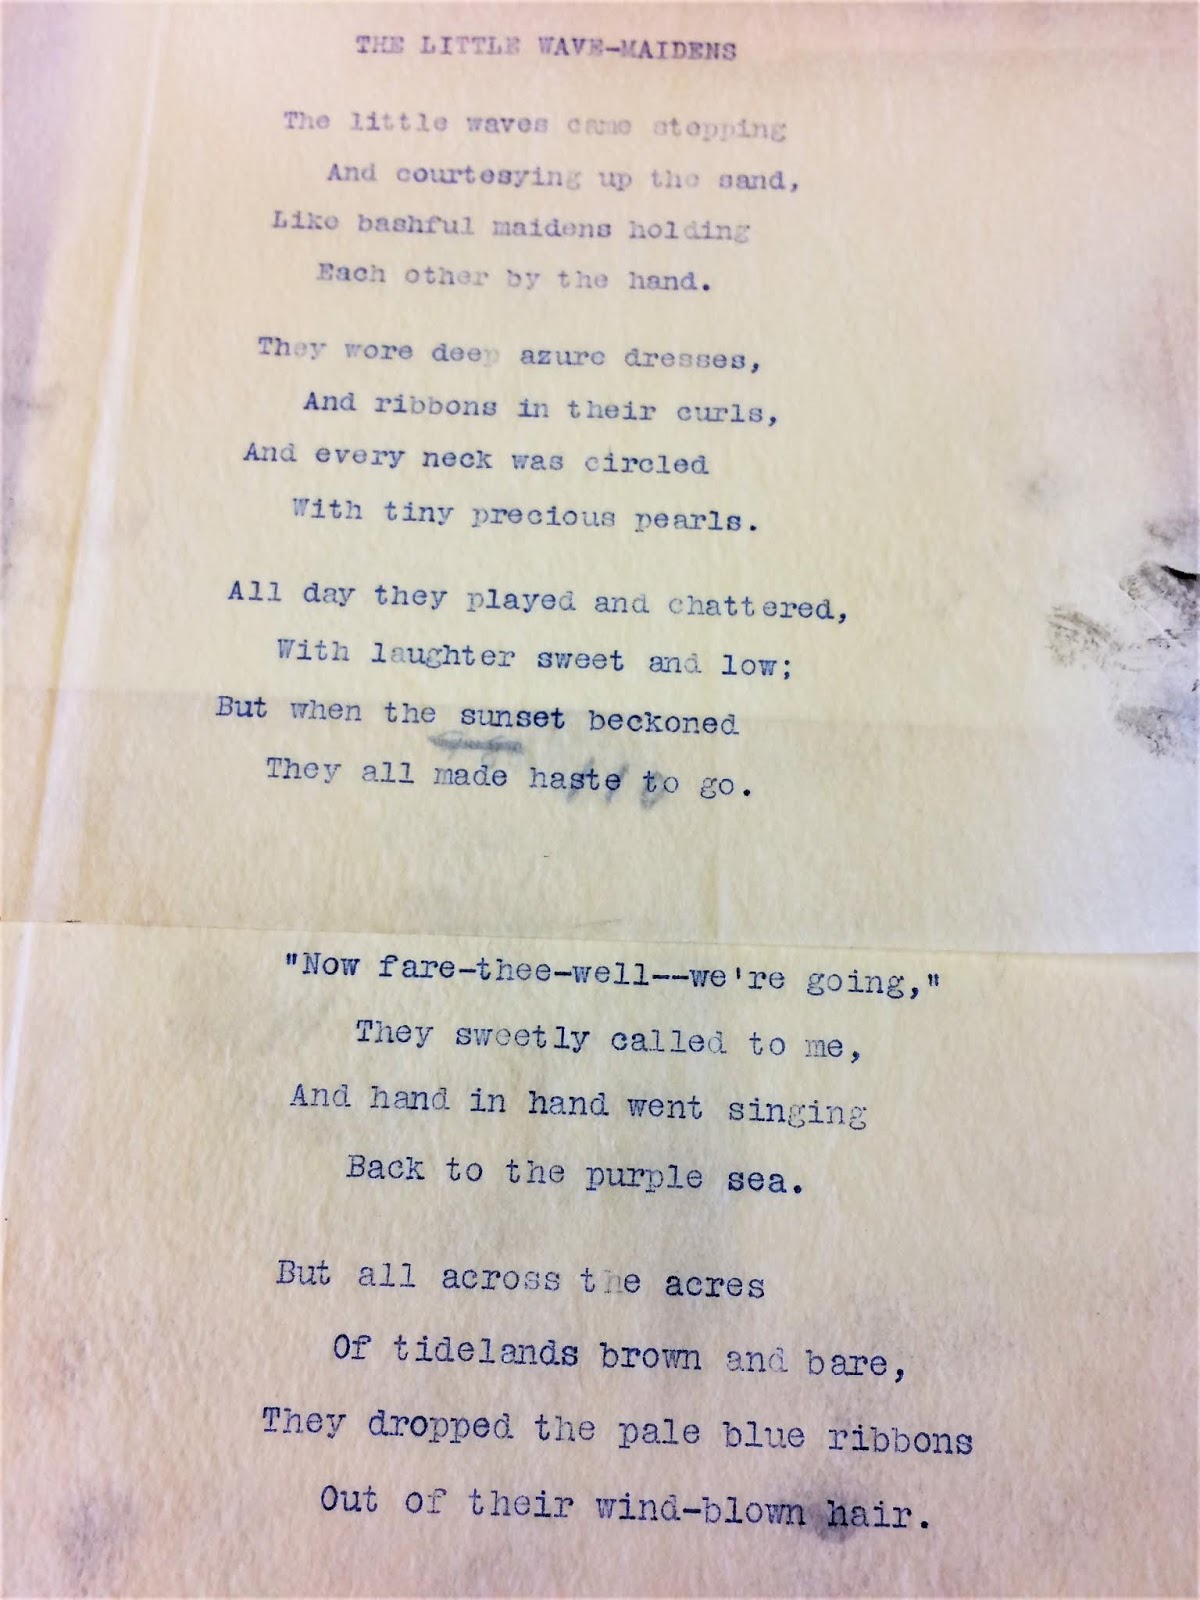 THE LITTLE WAVE-MAIDENS
The little waves came stepping
And courtesying up the sand,
Like bashful maidens holding
Each other by the hand.
They wore deep azure dresses,
And ribbons in their curls,
And every neck was circled
With tiny precious pearls.
All day they played and chattered,
With laughter sweet and low;
But when the sunset beckoned
They all made haste to go.
"Now fare-thee-well--we're going,"
They sweetly called to me,
And hand in hand went singing
Back to the purple sea.
But all across the acres
Of tidelands brown and bare,
They dropped the pale blue ribbons
Out of their wind-blown hair.